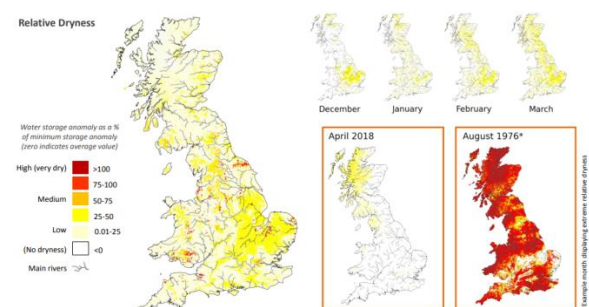 Relative Dryness
Water storage anomaly as a %
of minimum storage anomaly
(zero indicates average value)
High (very dry) >100
75-100
Medium 50-75
25-50
Low 0.01-25
(No dryness) <0
Main rivers
December January February March
April 2018
August 1976*
Example month displaying extreme relative dryness